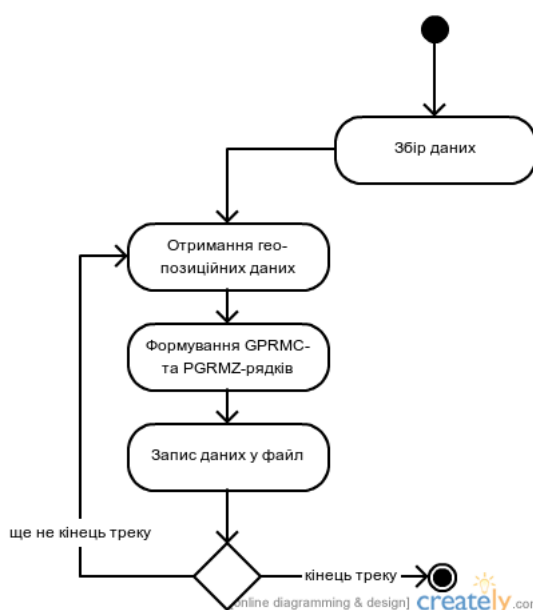 Збір даних
Отримання гео-
позиційних даних
Формування GPRMC-
та PGRMZ-рядків
Запис даних у файл
ще не кінець треку
кінець треку
[online diagramming & design] creately.com